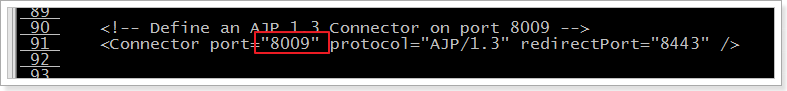 89
90 <!-- Define an AJP 1.3 Connector on port 8009 -->
91 <Connector port="8009" protocol="AJP/1.3" redirectPort="8443" />
92
93